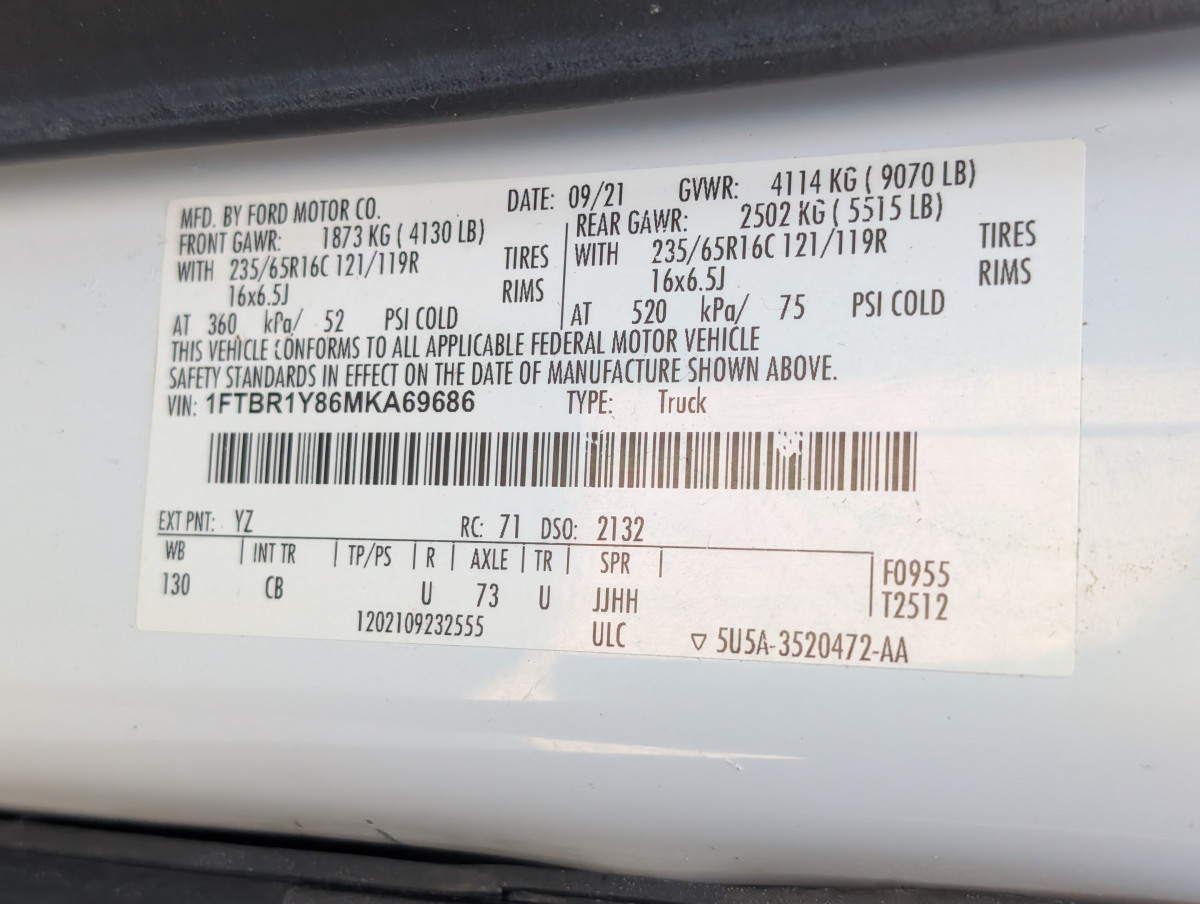 MFD. BY FORD MOTOR CO. DATE: 09/21 GVWR: 4114 KG ( 9070 LB)
FRONT GAWR: 1873 KG ( 4130 LB) REAR GAWR: 2502 KG ( 5515 LB)
WITH 235/65R16C 121/119R TIRES WITH 235/65R16C 121/119R TIRES
16x6.5J RIMS 16x6.5J RIMS
AT 360 kPa/ 52 PSI COLD AT 520 kPa/ 75 PSI COLD
THIS VEHICLE CONFORMS TO ALL APPLICABLE FEDERAL MOTOR VEHICLE
SAFETY STANDARDS IN EFFECT ON THE DATE OF MANUFACTURE SHOWN ABOVE.
VIN: 1FTBR1Y86MKA69686 TYPE: Truck
EXT PNT: YZ RC: 71 DSO: 2132
WB INT TR TP/PS R AXLE TR SPR F0955
130 CB U 73 U JJHH T2512
1202109232555 ULC ▽ 5U5A-3520472-AA